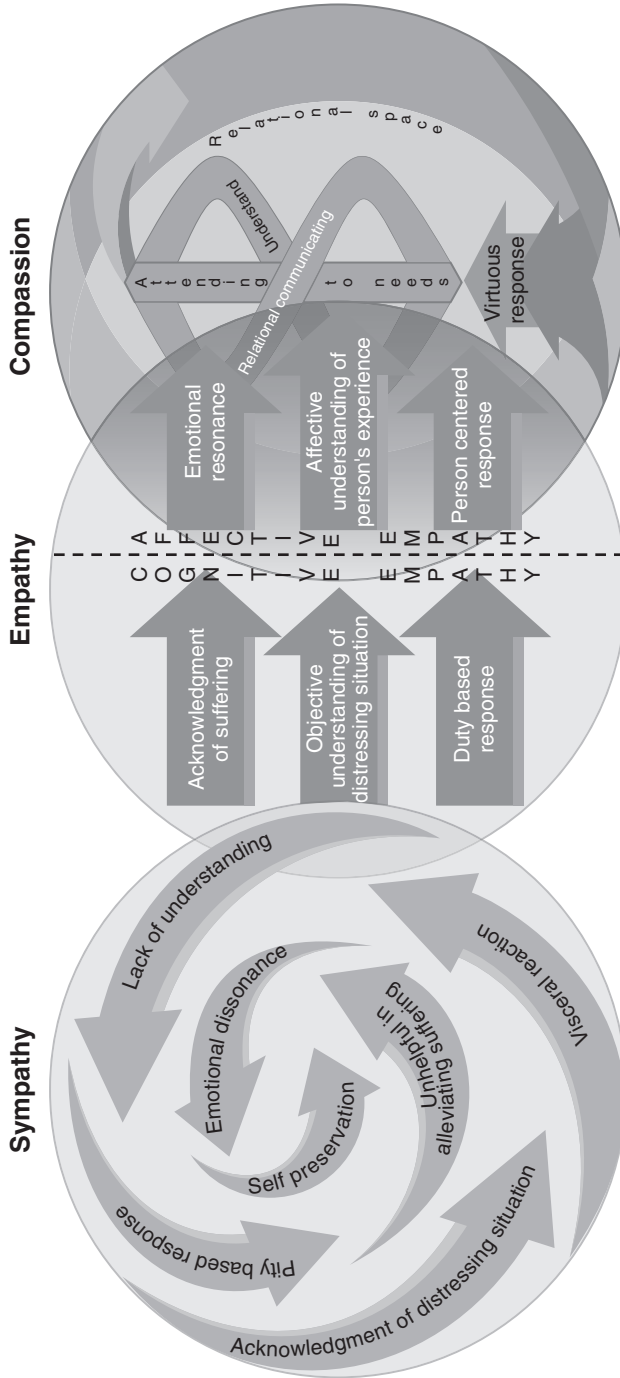 Sympathy
Empathy
Compassion
Lack of understanding
Emotional dissonance
Self preservation
Pity based response
Unhelpful in
alleviating suffering
Visceral reaction
Acknowledgment of distressing situation
Acknowledgment
of suffering
Objective
understanding of
distressing situation
Duty based
response
COGNITIVE EMPATHY
AFFECTIVE EMPATHY
Emotional
resonance
Affective
understanding of
person's experience
Person centered
response
Attending to needs
Understand
Relational communicating
Relational space
Virtuous
response